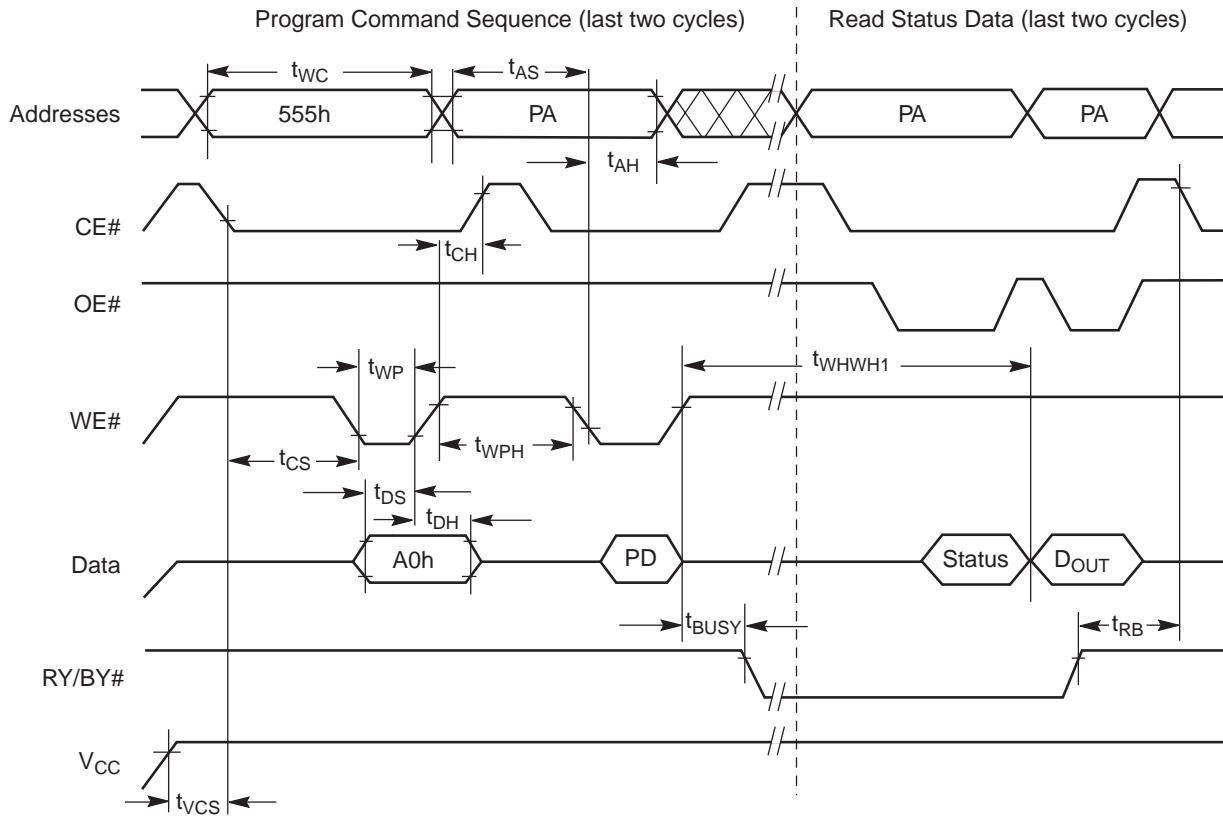 Program Command Sequence (last two cycles)
Read Status Data (last two cycles)
tWC
tAS
Addresses
555h
PA
PA
PA
tAH
CE#
tCH
OE#
tWP
tWHWH1
WE#
tCS
tWPH
tDS
tDH
Data
A0h
PD
Status
DOUT
tBUSY
tRB
RY/BY#
VCC
tVCS